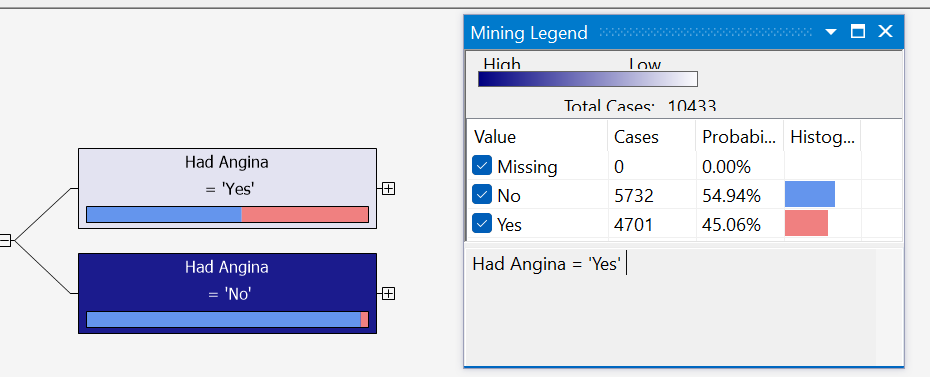 Mining Legend
High Low
Total Cases: 10433
Value Cases Probabi... Histog...
Missing 0 0.00%
No 5732 54.94%
Yes 4701 45.06%
Had Angina = 'Yes'
Had Angina
= 'Yes'
Had Angina
= 'No'